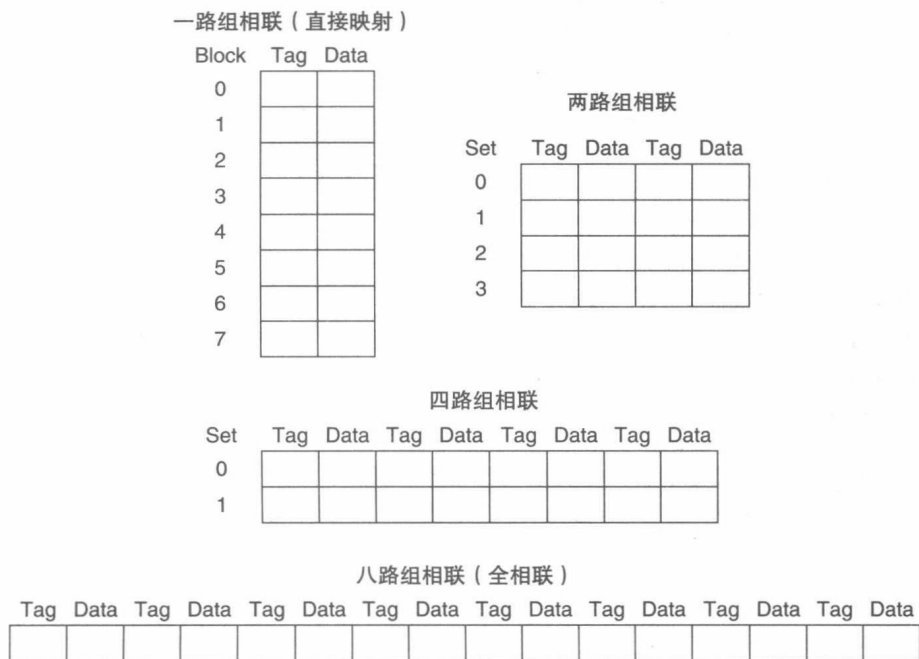 一路组相联（直接映射）
Block Tag Data
0
1
2
3
4
5
6
7
两路组相联
Set Tag Data Tag Data
0
1
2
3
四路组相联
Set Tag Data Tag Data Tag Data Tag Data
0
1
八路组相联（全相联）
Tag Data Tag Data Tag Data Tag Data Tag Data Tag Data Tag Data Tag Data